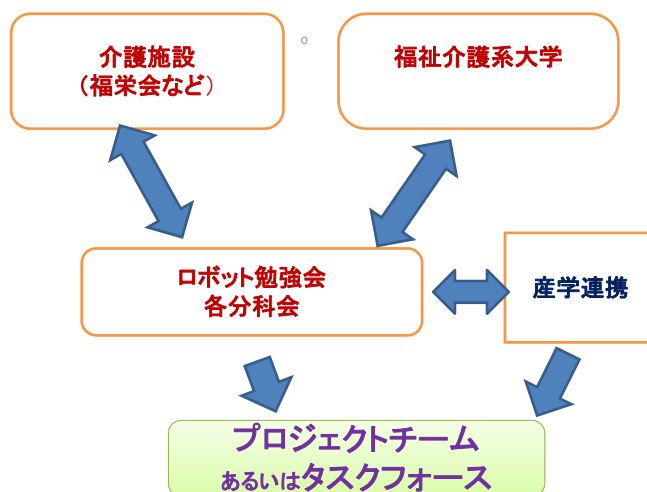 介護施設
（福栄会など）
福祉介護系大学
ロボット勉強会
各分科会
産学連携
プロジェクトチーム
あるいはタスクフォース